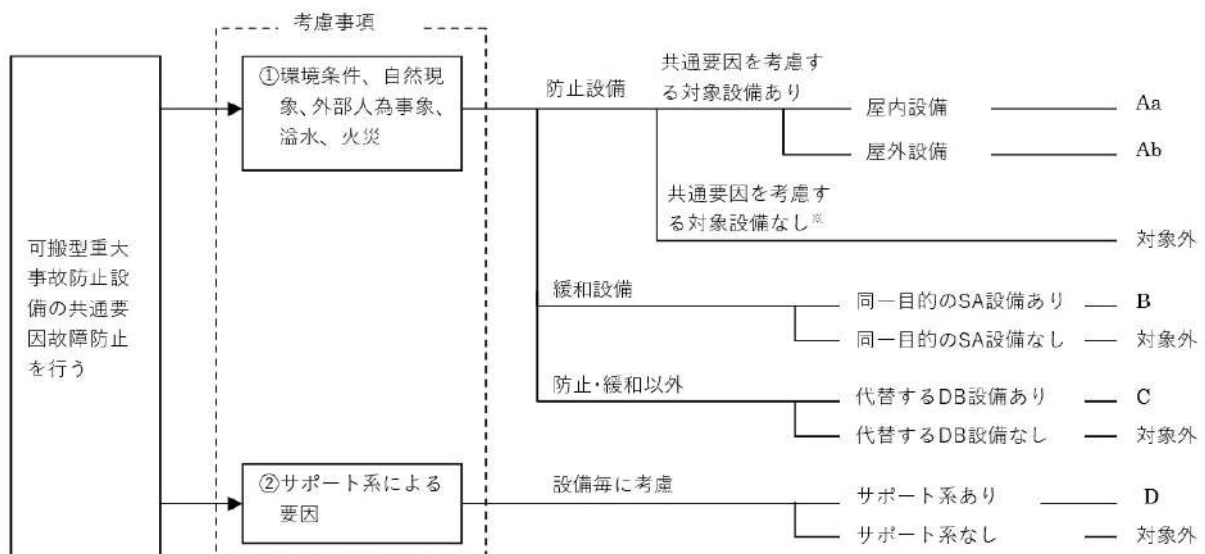 考慮事項
可搬型重大
事故防止設
備の共通要
因故障防止
を行う
①環境条件、自然現
象、外部人為事象、
溢水、火災
防止設備
共通要因を考慮す
る対象設備あり
屋内設備
Aa
屋外設備
Ab
共通要因を考慮す
る対象設備なし※
対象外
緩和設備
同一目的のSA設備あり
B
同一目的のSA設備なし
対象外
防止・緩和以外
代替するDB設備あり
C
代替するDB設備なし
対象外
②サポート系による
要因
設備毎に考慮
サポート系あり
D
サポート系なし
対象外